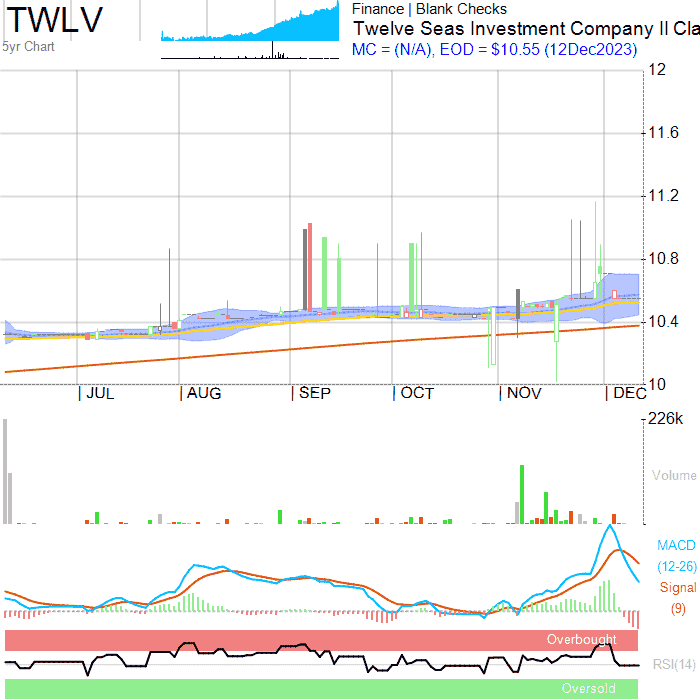 TWLV
5yr Chart
Finance | Blank Checks
Twelve Seas Investment Company II Cla
MC = (N/A), EOD = $10.55 (12Dec2023)
12
11.6
11.2
10.8
10.4
10
JUL AUG SEP OCT NOV DEC
226k
Volume
MACD
(12-26)
Signal
(9)
Overbought
RSI(14)
Oversold